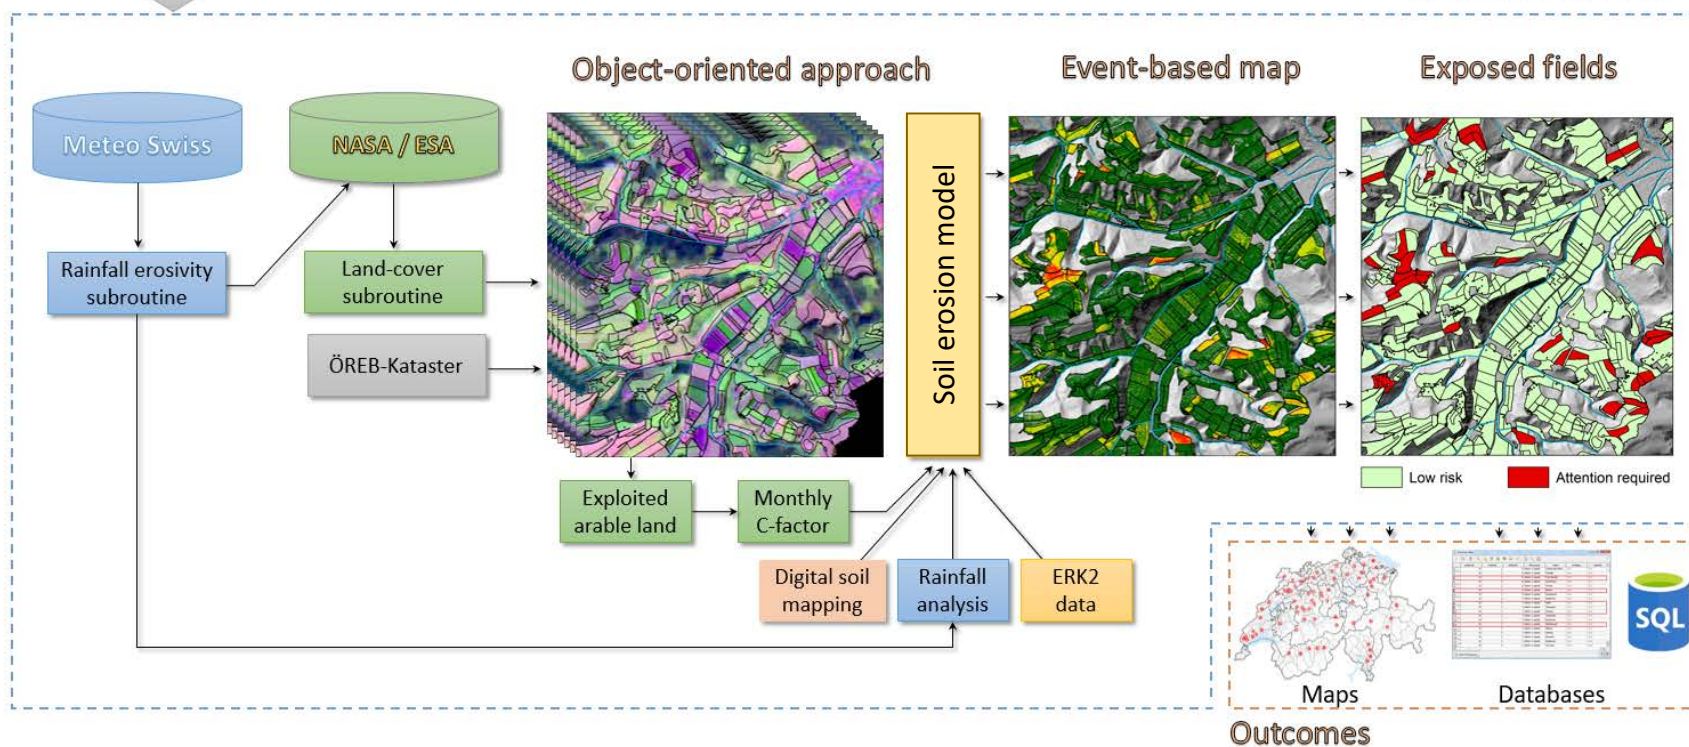 Object-oriented approach
Event-based map
Exposed fields
Meteo Swiss
NASA / ESA
Rainfall erosivity
subroutine
Land-cover
subroutine
ÖREB-Kataster
Soil erosion model
Low risk
Attention required
Exploited
arable land
Monthly
C-factor
Digital soil
mapping
Rainfall
analysis
ERK2
data
SQL
Maps
Databases
Outcomes